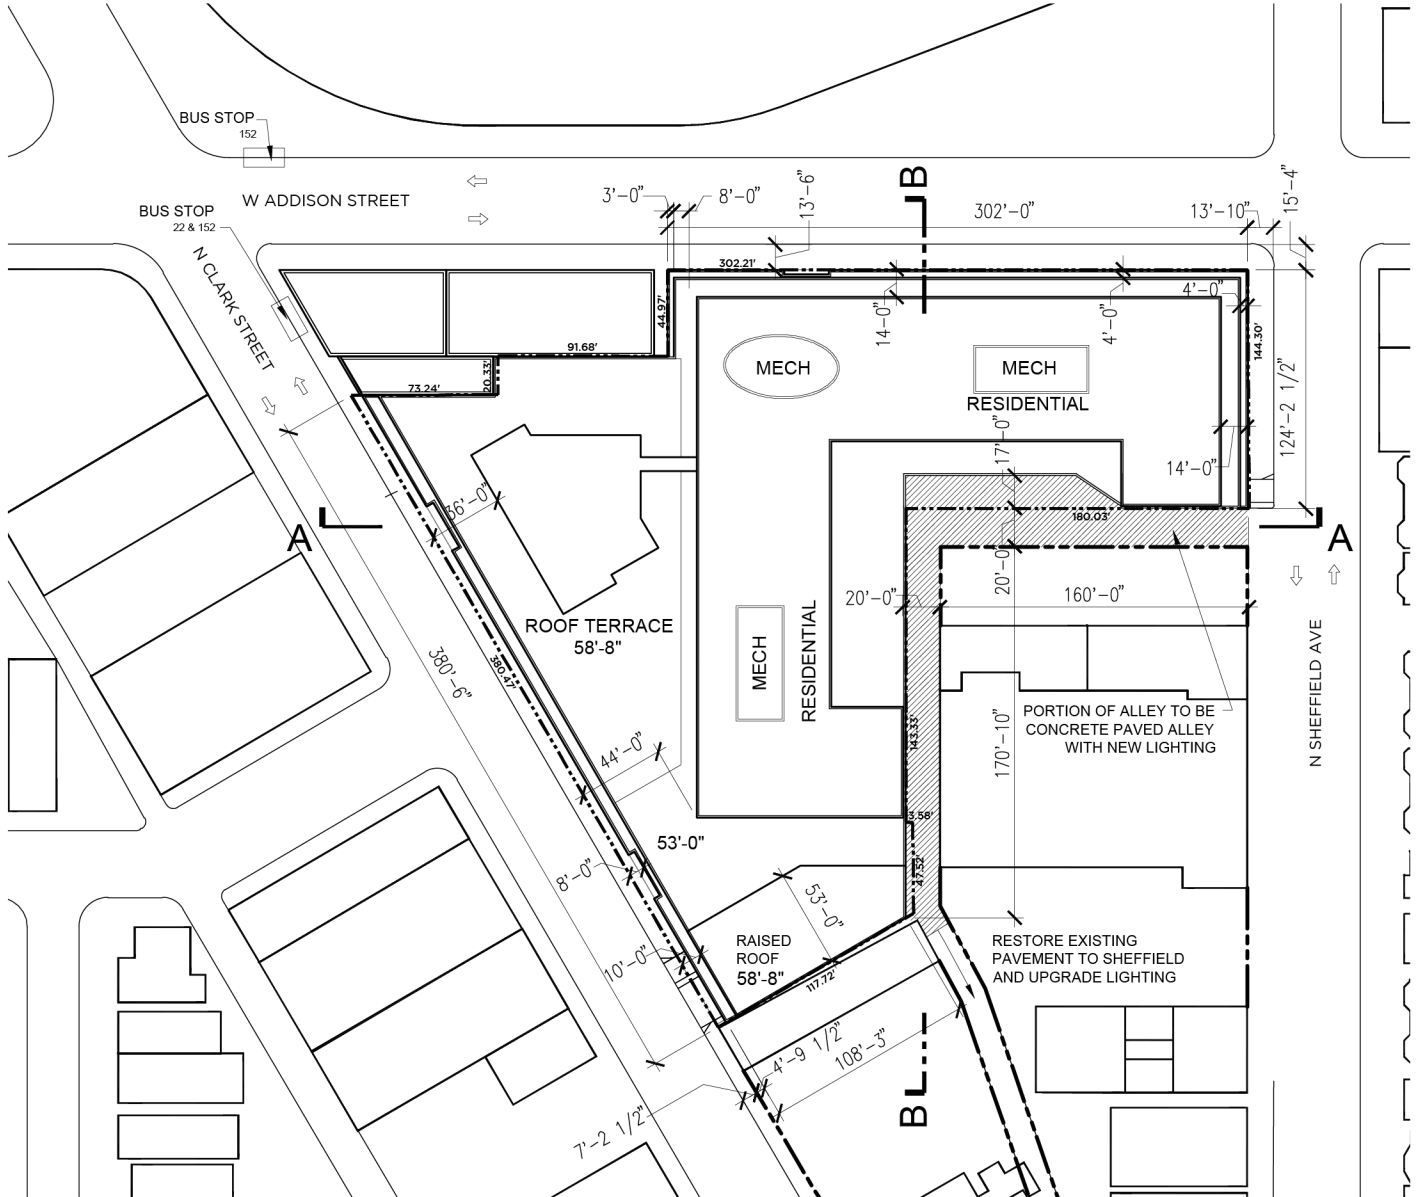 BUS STOP
152
W ADDISON STREET
BUS STOP
22 & 152
N CLARK STREET
3'-0"
8'-0"
13'-6"
B
302'-0"
13'-10"
15'-4"
302.21'
44.97'
91.68'
73.24'
20.33'
14-0"
4'-0"
4'-0"
144.30'
124'-2 1/2"
MECH
MECH
RESIDENTIAL
17'-0"
14'-0"
36'-0"
A
A
180.03'
20'-0"
20'-0"
160'-0"
ROOF TERRACE
58'-8"
MECH
RESIDENTIAL
380'-6"
380.47'
N SHEFFIELD AVE
PORTION OF ALLEY TO BE
CONCRETE PAVED ALLEY
WITH NEW LIGHTING
143.33'
170'-10"
44'-0"
3.58'
53'-0"
47.52'
8'-0"
53'-0"
10'-0"
RAISED
ROOF
58'-8"
117.72'
RESTORE EXISTING
PAVEMENT TO SHEFFIELD
AND UPGRADE LIGHTING
4'-9 1/2"
108'-3"
7'-2 1/2"
B